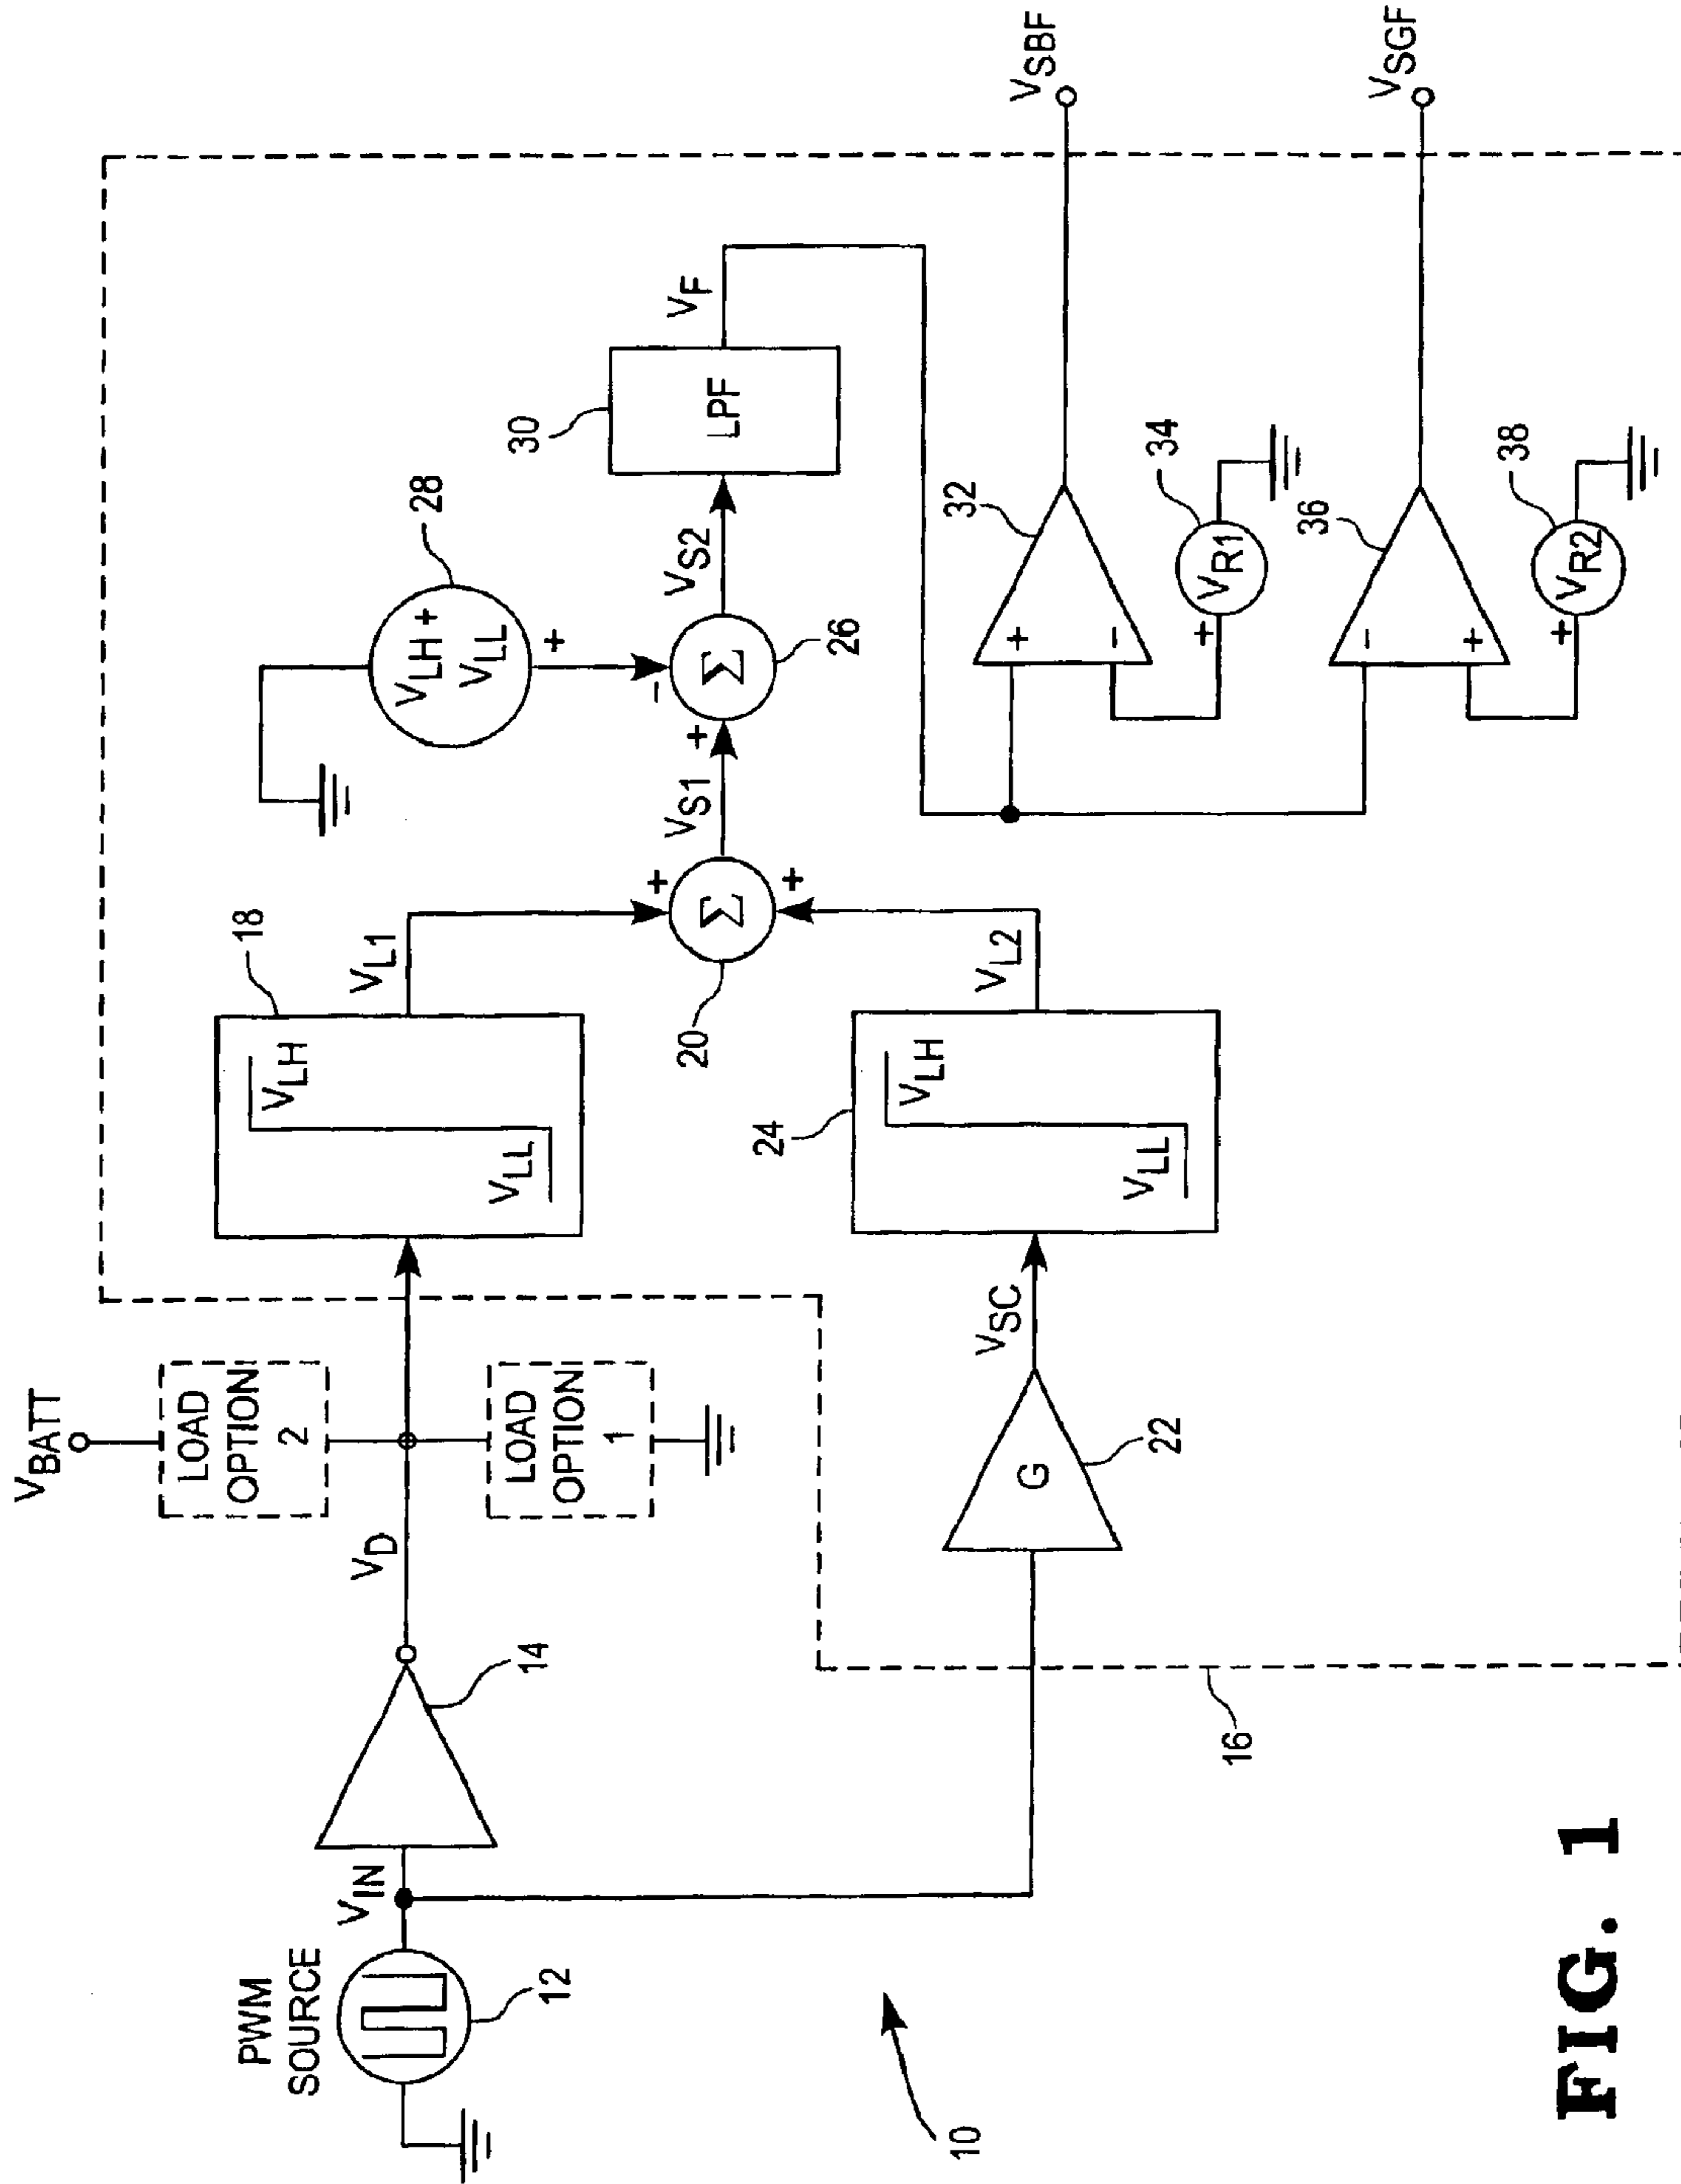 PWM
SOURCE
12
VIN
14
VD
VBATT
LOAD
OPTION
2
LOAD
OPTION
1
18
VLH
VLL
VL1
+
Σ
+
20
VS1
VLH +
VLL
28
+
-
+
Σ
26
VS2
30
LPF
VF
G
22
VSC
24
VLH
VLL
VL2
32
+
-
+
VR1
34
VSBF
36
-
+
+
VR2
38
VSGF
16
10
FIG. 1